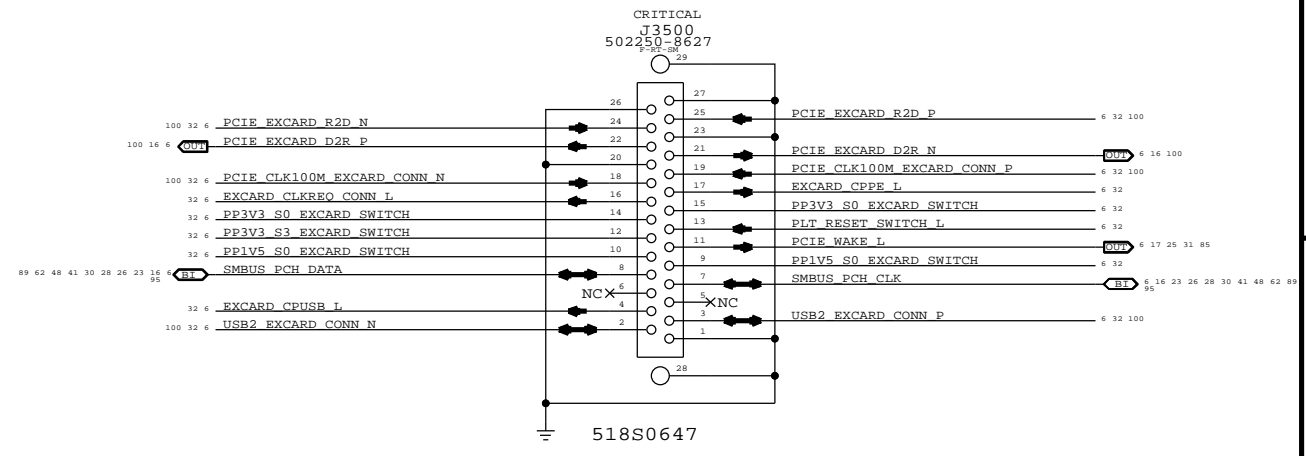 CRITICAL
J3500
502250-8627
F-RT-SM
29
27
26
25 PCIE_EXCARD_R2D_P 6 32 100
100 32 6 PCIE_EXCARD_R2D_N 24
23
100 16 6 OUT PCIE_EXCARD_D2R_P 22
21 PCIE_EXCARD_D2R_N OUT 6 16 100
20
19 PCIE_CLK100M_EXCARD_CONN_P 6 32 100
100 32 6 PCIE_CLK100M_EXCARD_CONN_N 18
17 EXCARD_CPPE_L 6 32
32 6 EXCARD_CLKREQ_CONN_L 16
15 PP3V3_S0_EXCARD_SWITCH 6 32
32 6 PP3V3_S0_EXCARD_SWITCH 14
13 PLT_RESET_SWITCH_L 6 32
32 6 PP3V3_S3_EXCARD_SWITCH 12
11 PCIE_WAKE_L OUT 6 17 25 31 85
32 6 PP1V5_S0_EXCARD_SWITCH 10
9 PP1V5_S0_EXCARD_SWITCH 6 32
89 62 48 41 30 28 26 23 16 6 BI SMBUS_PCH_DATA 8
95
7 SMBUS_PCH_CLK BI 6 16 23 26 28 30 41 48 62 89
95
NC 6
5 NC
32 6 EXCARD_CPUSB_L 4
3 USB2_EXCARD_CONN_P 6 32 100
100 32 6 USB2_EXCARD_CONN_N 2
1
28
518S0647